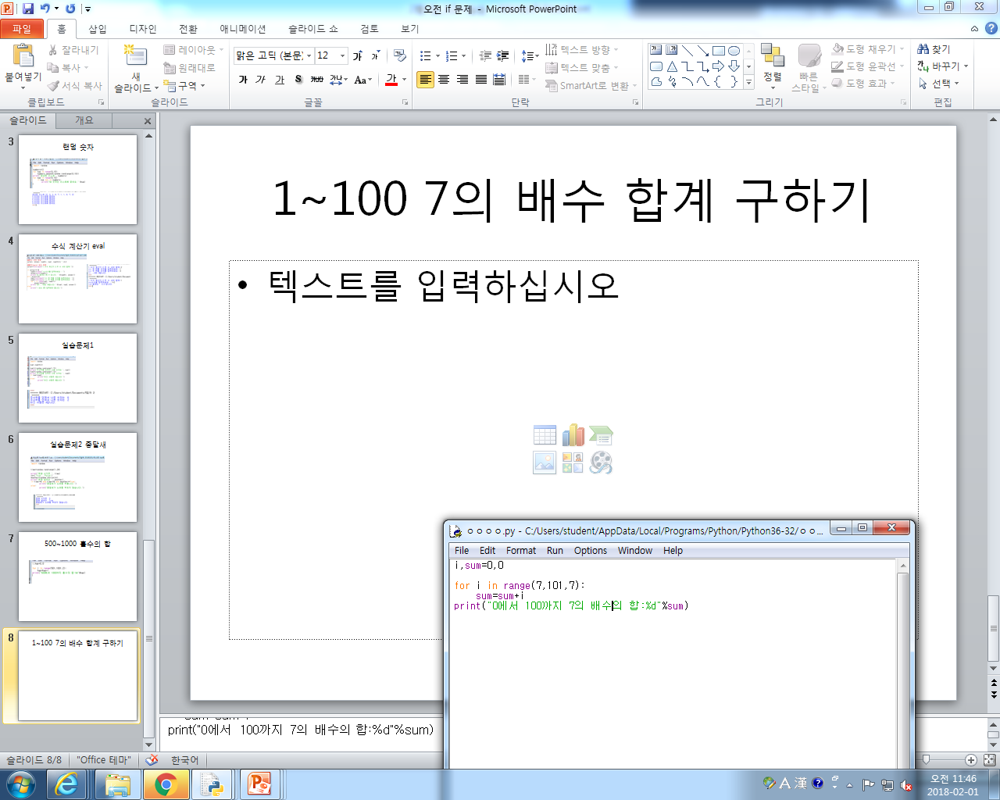 오전 if 문제 - Microsoft PowerPoint
파일 홈 삽입 디자인 전환 애니메이션 슬라이드 쇼 검토 보기
붙여넣기
잘라내기
복사
서식 복사
클립보드
새 슬라이드
레이아웃
원래대로
구역
슬라이드
맑은 고딕 (본문) 12
가 가 가 S 가나 Aa 가
글꼴
텍스트 방향
텍스트 맞춤
SmartArt로 변환
단락
정렬
빠른 스타일
도형 채우기
도형 윤곽선
도형 효과
그리기
찾기
바꾸기
선택
편집
슬라이드 개요
3
랜덤 숫자
4
수식 계산기 eval
5
실습문제1
6
실습문제2 종달새
7
500~1000 홀수의 합
8
1~100 7의 배수 합계 구하기
1~100 7의 배수 합계 구하기
• 텍스트를 입력하십시오
ㅇㅇㅇㅇ.py - C:/Users/student/AppData/Local/Programs/Python/Python36-32/ㅇㅇ...
File Edit Format Run Options Window Help
i,sum=0,0
for i in range(7,101,7):
    sum=sum+i
print("0에서 100까지 7의 배수의 합:%d"%sum)
print("0에서 100까지 7의 배수의 합:%d"%sum)
슬라이드 8/8 "Office 테마" 한국어
A 漢
오전 11:46
2018-02-01